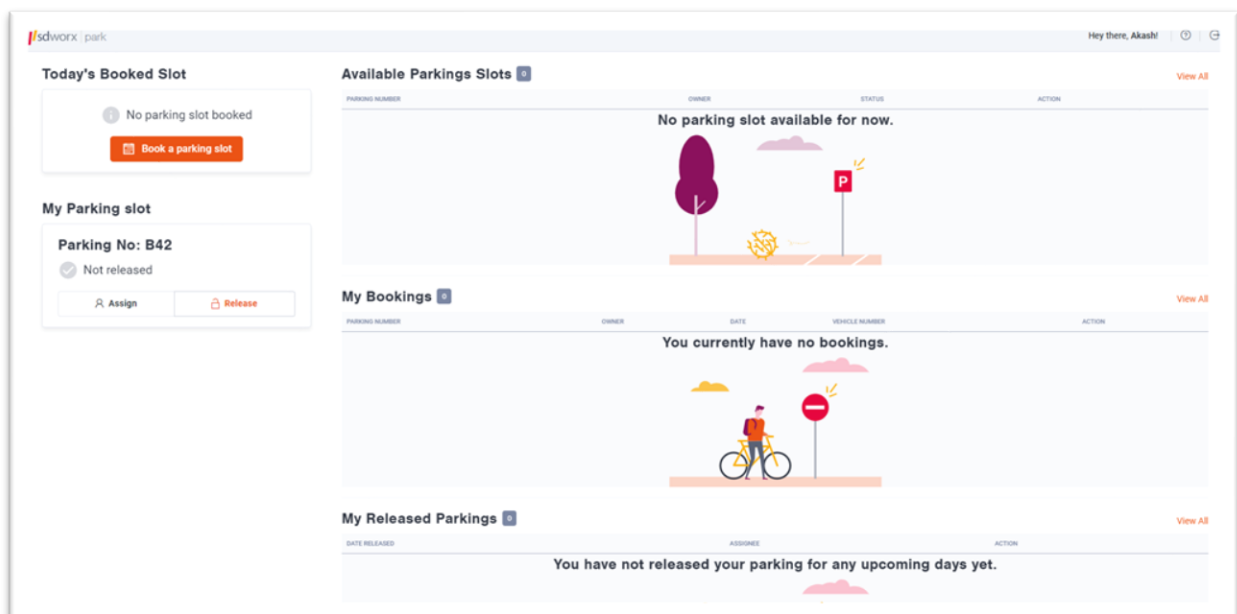 sdworx park
Hey there, Akash!
Today's Booked Slot
No parking slot booked
Book a parking slot
My Parking slot
Parking No: B42
Not released
Assign
Release
Available Parkings Slots 0
View All
PARKING NUMBER OWNER STATUS ACTION
No parking slot available for now.
P
My Bookings 0
View All
PARKING NUMBER OWNER DATE VEHICLE NUMBER ACTION
You currently have no bookings.
My Released Parkings 0
View All
DATE RELEASED ASSIGNEE ACTION
You have not released your parking for any upcoming days yet.